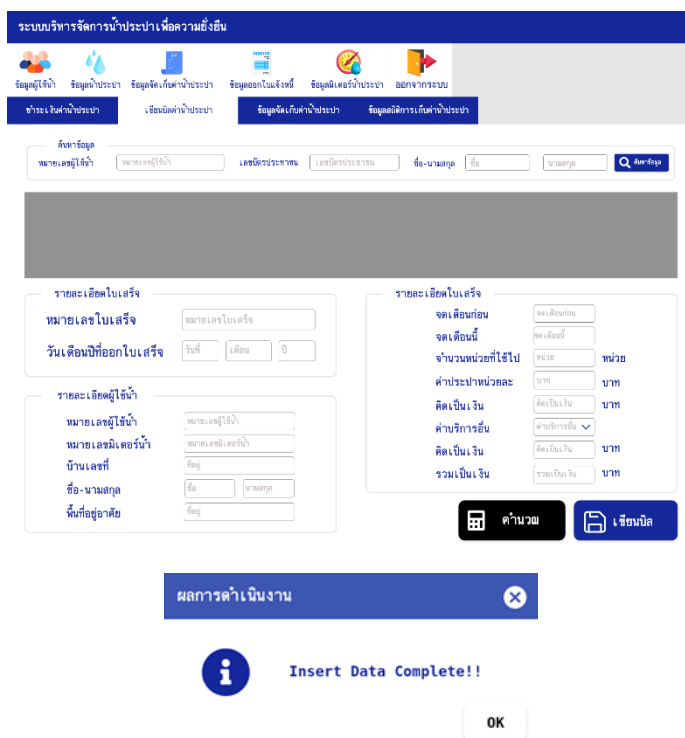 ระบบบริหารจัดการน้ำประปาเพื่อความยั่งยืน
ข้อมูลผู้ใช้น้ำ ข้อมูลน้ำประปา ข้อมูลจัดเก็บค่าน้ำประปา ข้อมูลออกใบแจ้งหนี้ ข้อมูลมิเตอร์น้ำประปา ออกจากระบบ
ชำระเงินค่าน้ำประปา เขียนบิลค่าน้ำประปา ข้อมูลจัดเก็บค่าน้ำประปา ข้อมูลสถิติการเก็บค่าน้ำประปา
ค้นหาข้อมูล
หมายเลขผู้ใช้น้ำ หมายเลขผู้ใช้น้ำ เลขบัตรประชาชน เลขบัตรประชาชน ชื่อ-นามสกุล ชื่อ นามสกุล ค้นหาข้อมูล
รายละเอียดใบเสร็จ
หมายเลขใบเสร็จ หมายเลขใบเสร็จ
วันเดือนปีที่ออกใบเสร็จ วันที่ เดือน ปี
รายละเอียดผู้ใช้น้ำ
หมายเลขผู้ใช้น้ำ หมายเลขผู้ใช้น้ำ
หมายเลขมิเตอร์น้ำ หมายเลขมิเตอร์น้ำ
บ้านเลขที่ ที่อยู่
ชื่อ-นามสกุล ชื่อ นามสกุล
พื้นที่อยู่อาศัย ที่อยู่
รายละเอียดใบเสร็จ
จดเดือนก่อน จดเดือนก่อน
จดเดือนนี้ จดเดือนนี้
จำนวนหน่วยที่ใช้ไป หน่วย หน่วย
ค่าประปาหน่วยละ บาท บาท
คิดเป็นเงิน คิดเป็นเงิน บาท
ค่าบริการอื่น ค่าบริการอื่น
คิดเป็นเงิน คิดเป็นเงิน บาท
รวมเป็นเงิน รวมเป็นเงิน บาท
คำนวณ เขียนบิล
ผลการดำเนินงาน
Insert Data Complete!!
OK